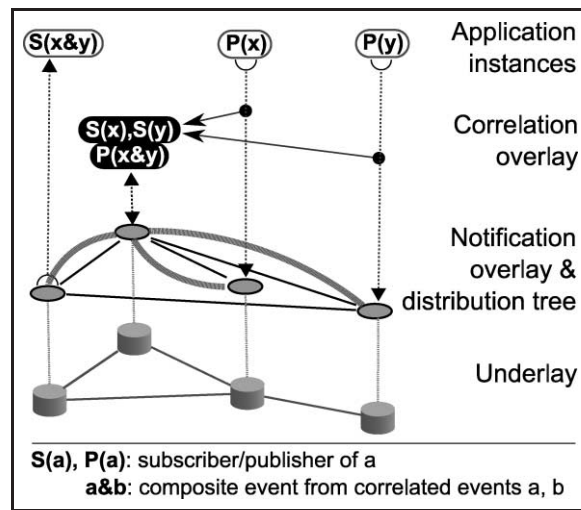 S(x&y)
P(x)
P(y)
Application
instances
S(x),S(y)
P(x&y)
Correlation
overlay
Notification
overlay &
distribution tree
Underlay
S(a), P(a): subscriber/publisher of a
a&b: composite event from correlated events a, b